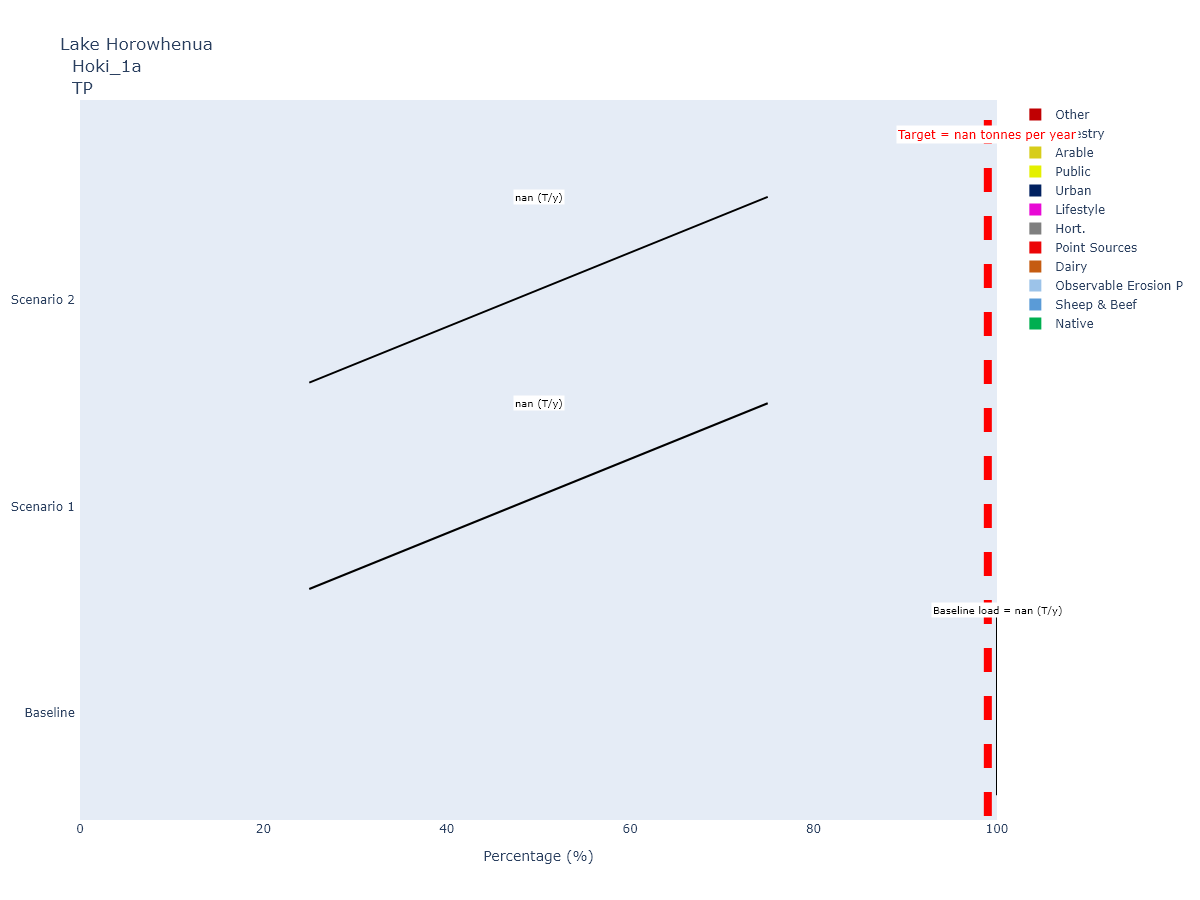 Lake Horowhenua
Hoki_1a
TP
Target = nan tonnes per year
nan (T/y)
Scenario 2
nan (T/y)
Scenario 1
Baseline load = nan (T/y)
Baseline
0 20 40 60 80 100
Percentage (%)
Other
estry
Arable
Public
Urban
Lifestyle
Hort.
Point Sources
Dairy
Observable Erosion P
Sheep & Beef
Native